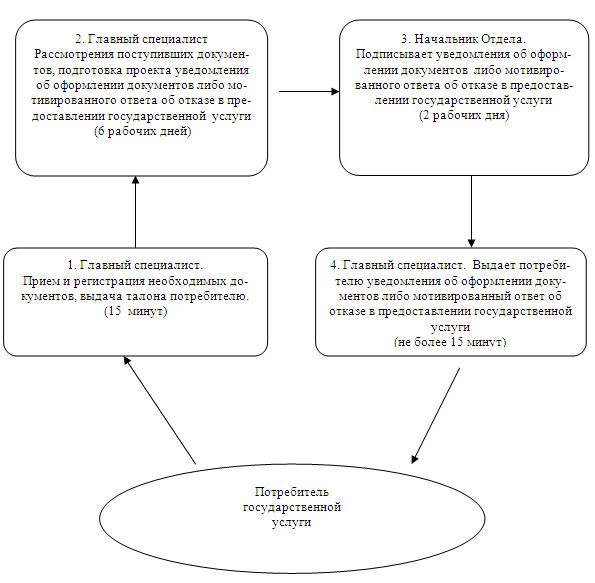 2. Главный специалист
Рассмотрения поступивших докумен-
тов, подготовка проекта уведомления
об оформлении документов либо мо-
тивированного ответа об отказе в пре-
доставлении государственной услуги
(6 рабочих дней)
3. Начальник Отдела.
Подписывает уведомления об оформ-
лении документов либо мотивиро-
ванного ответа об отказе в предостав-
лении государственной услуги
(2 рабочих дня)
1. Главный специалист.
Прием и регистрация необходимых до-
кументов, выдача талона потребителю.
(15 минут)
4. Главный специалист. Выдает потреби-
телю уведомления об оформлении доку-
ментов либо мотивированный ответ об
отказе в предоставлении государственной
услуги
(не более 15 минут)
Потребитель
государственной
услуги